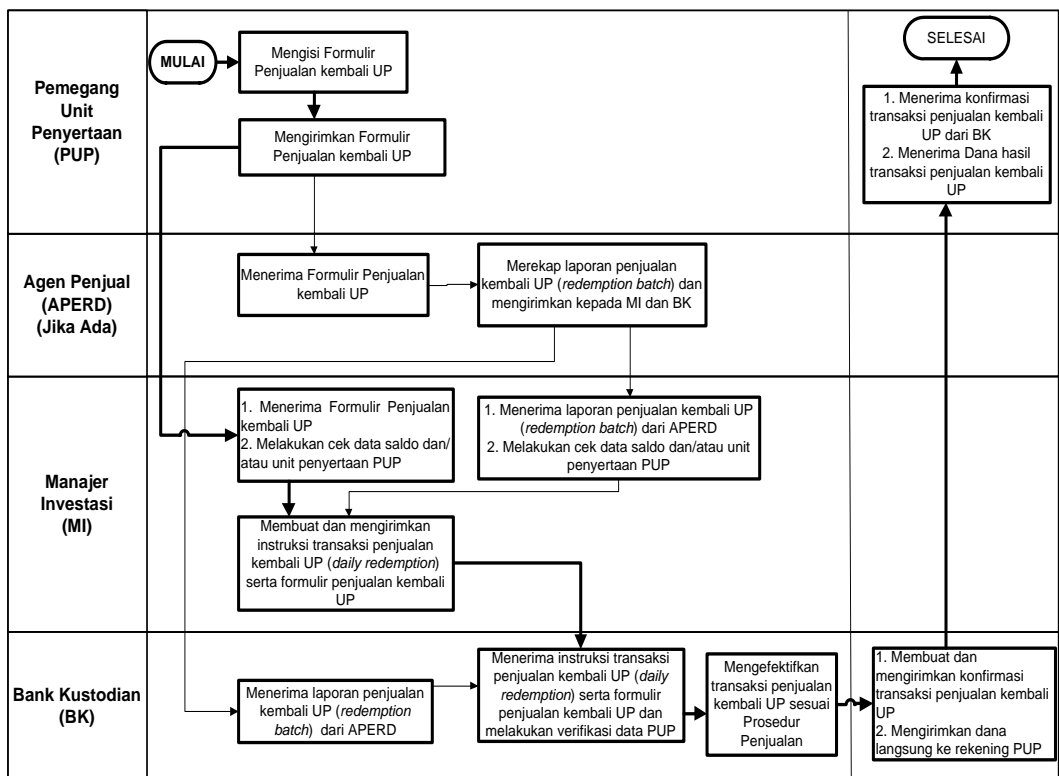 Pemegang
Unit
Penyertaan
(PUP)
MULAI
Mengisi Formulir
Penjualan kembali UP
Mengirimkan Formulir
Penjualan kembali UP
SELESAI
1. Menerima konfirmasi
transaksi penjualan kembali
UP dari BK
2. Menerima Dana hasil
transaksi penjualan kembali
UP
Agen Penjual
(APERD)
(Jika Ada)
Menerima Formulir Penjualan
kembali UP
Merekap laporan penjualan
kembali UP (redemption batch) dan
mengirimkan kepada MI dan BK
Manajer
Investasi
(MI)
1. Menerima Formulir Penjualan
kembali UP
2. Melakukan cek data saldo dan/
atau unit penyertaan PUP
1. Menerima laporan penjualan kembali UP
(redemption batch) dari APERD
2. Melakukan cek data saldo dan/atau unit
penyertaan PUP
Membuat dan mengirimkan
instruksi transaksi penjualan
kembali UP (daily redemption)
serta formulir penjualan kembali
UP
Bank Kustodian
(BK)
Menerima laporan penjualan
kembali UP (redemption
batch) dari APERD
Menerima instruksi transaksi
penjualan kembali UP (daily
redemption) serta formulir
penjualan kembali UP dan
melakukan verifikasi data PUP
Mengefektifkan
transaksi penjualan
kembali UP sesuai
Prosedur
Penjualan
1. Membuat dan
mengirimkan konfirmasi
transaksi penjualan kembali
UP
2. Mengirimkan dana
langsung ke rekening PUP